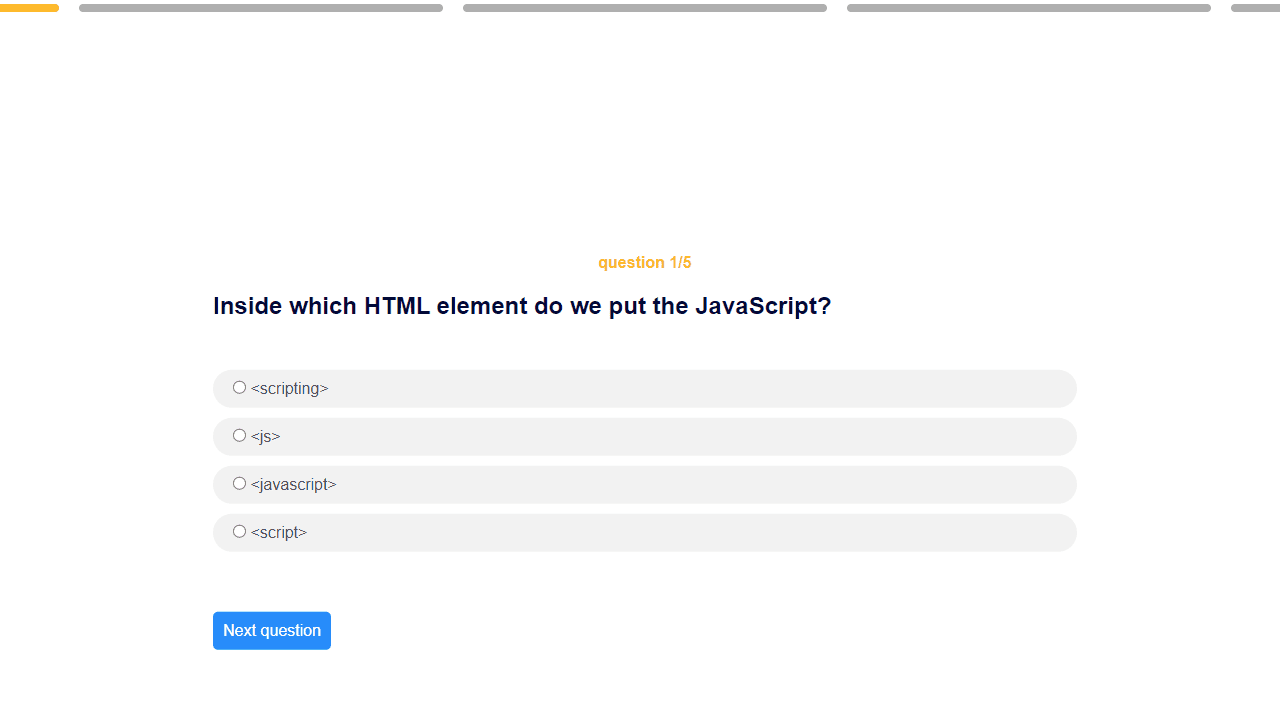 question 1/5
Inside which HTML element do we put the JavaScript?
<scripting>
<js>
<javascript>
<script>
Next question